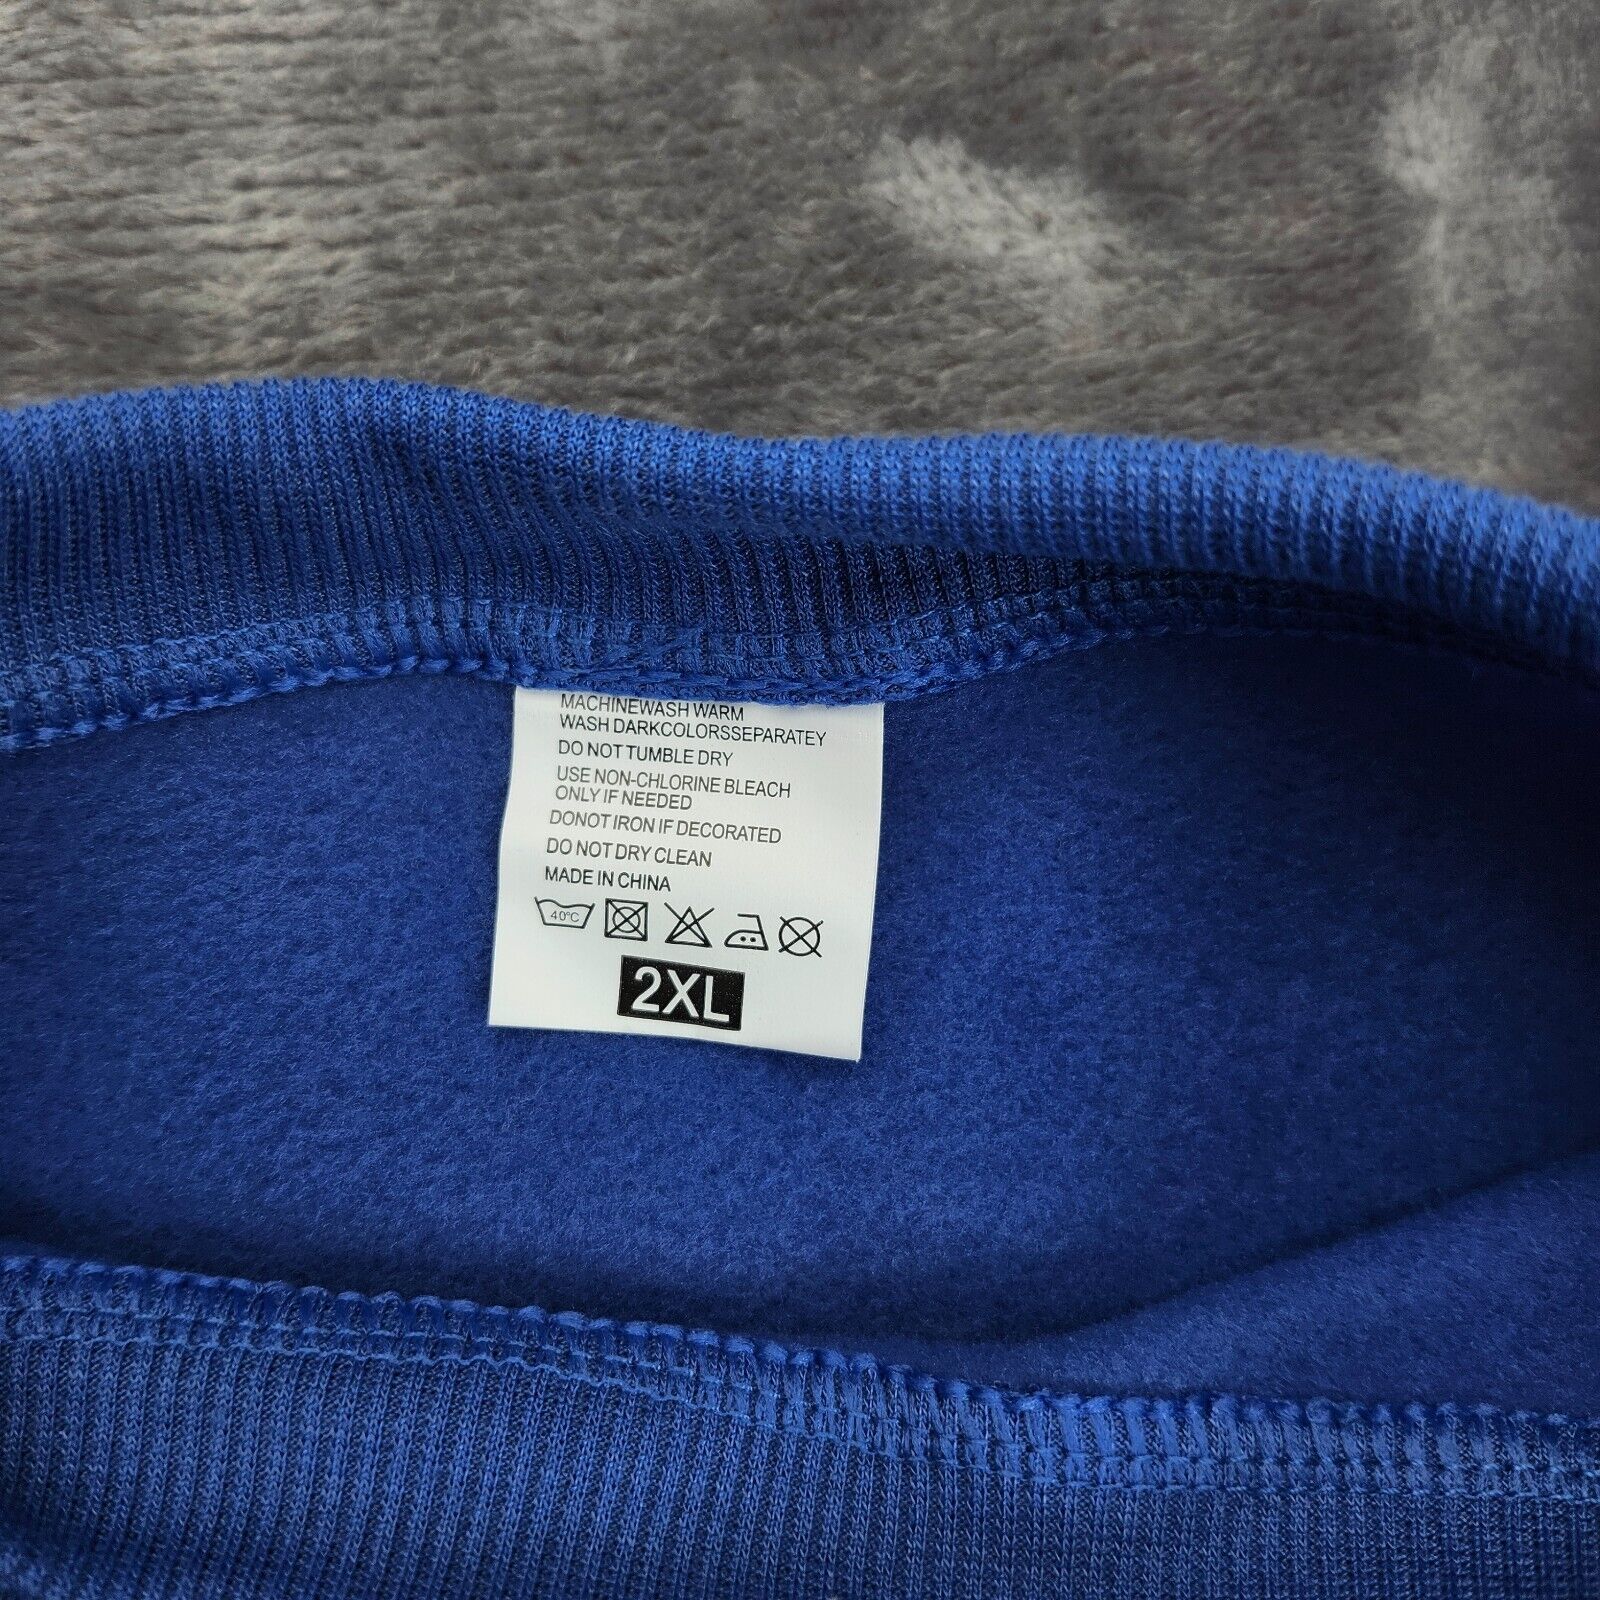 MACHINEWASH WARM
WASH DARKCOLORSSEPARATEY
DO NOT TUMBLE DRY
USE NON-CHLORINE BLEACH
ONLY IF NEEDED
DONOT IRON IF DECORATED
DO NOT DRY CLEAN
MADE IN CHINA
40°C
2XL